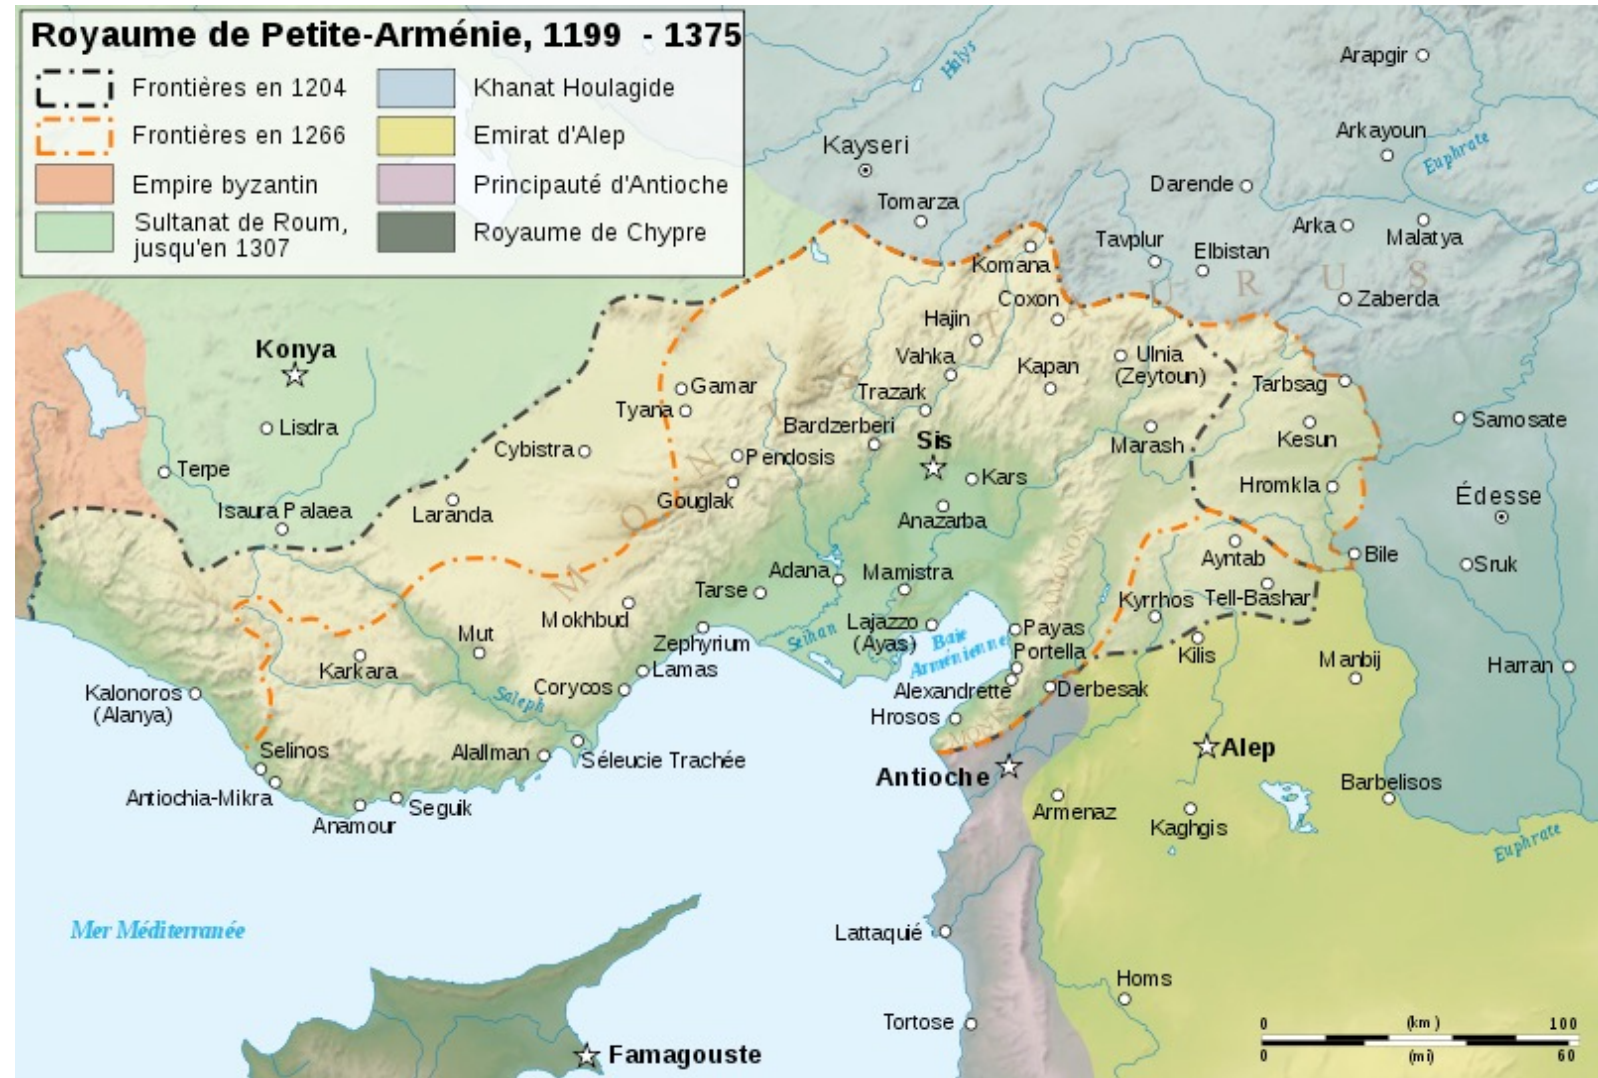 Royaume de Petite-Arménie, 1199 - 1375
Frontières en 1204
Frontières en 1266
Empire byzantin
Sultanat de Roum,
jusqu'en 1307
Khanat Houlagide
Emirat d'Alep
Principauté d'Antioche
Royaume de Chypre
Halys
Arapgir
Arkayoun
Euphrate
Kayseri
Darende
Tomarza
Arka
Malatya
Tavplur
Elbistan
Komana
Zaberda
Coxon
Hajin
Konya
Vahka
Kapan
Ulnia
(Zeytoun)
Tarbsag
Gamar
Trazark
Tyana
Samosate
Lisdra
Bardzerberi
Sis
Marash
Kesun
Cybistra
Pendosis
Terpe
Kars
Hromkla
Gouglak
Édesse
Isaura Palaea
Laranda
Anazarba
MONTS TAURUS
Ayntab
Bile
Sruk
Adana
Mamistra
Tarse
Kyrrhos
Tell-Bashar
Mokhbud
Lajazzo
(Ayas)
Baie
Arménienne
Payas
Mut
Zephyrium
Seihan
Portella
Kilis
Manbij
Harran
Karkara
Lamas
Kalonoros
(Alanya)
Saleph
Corycos
Alexandrette
Derbesak
Hrosos
MONTS AMONOS
Selinos
Alallman
Séleucie Trachée
Alep
Antioche
Antiochia-Mikra
Seguik
Barbelisos
Anamour
Armenaz
Kaghgis
Euphrate
Mer Méditerranée
Lattaquié
Homs
Tortose
Famagouste
0 (km) 100
0 (mi) 60